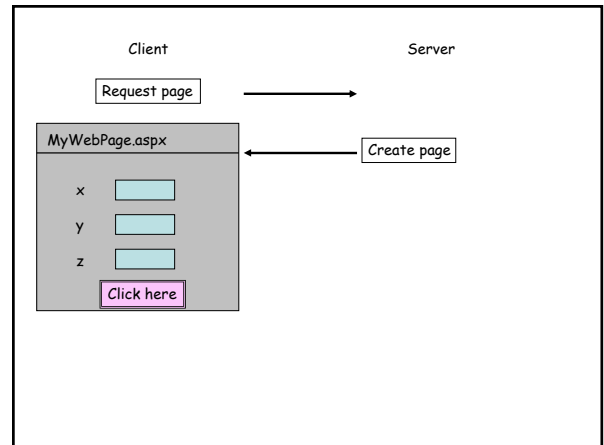 Client Server
Request page
MyWebPage.aspx
Create page
x
y
z
Click here